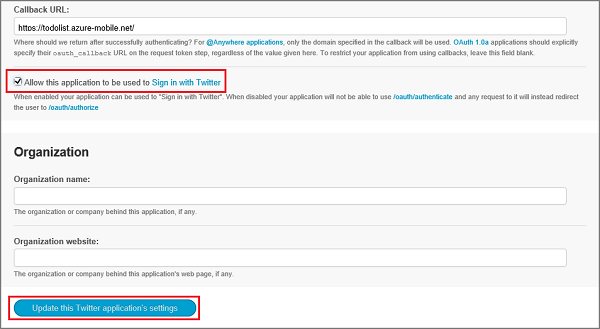 Callback URL:
https://todolist.azure-mobile.net/
Where should we return after successfully authenticating? For @Anywhere applications, only the domain specified in the callback will be used. OAuth 1.0a applications should explicitly
specify their oauth_callback URL on the request token step, regardless of the value given here. To restrict your application from using callbacks, leave this field blank.
Allow this application to be used to Sign in with Twitter
When enabled your application can be used to "Sign in with Twitter". When disabled your application will not be able to use /oauth/authenticate and any request to it will instead redirect
the user to /oauth/authorize
Organization
Organization name:
The organization or company behind this application, if any.
Organization website:
The organization or company behind this application's web page, if any.
Update this Twitter application's settings